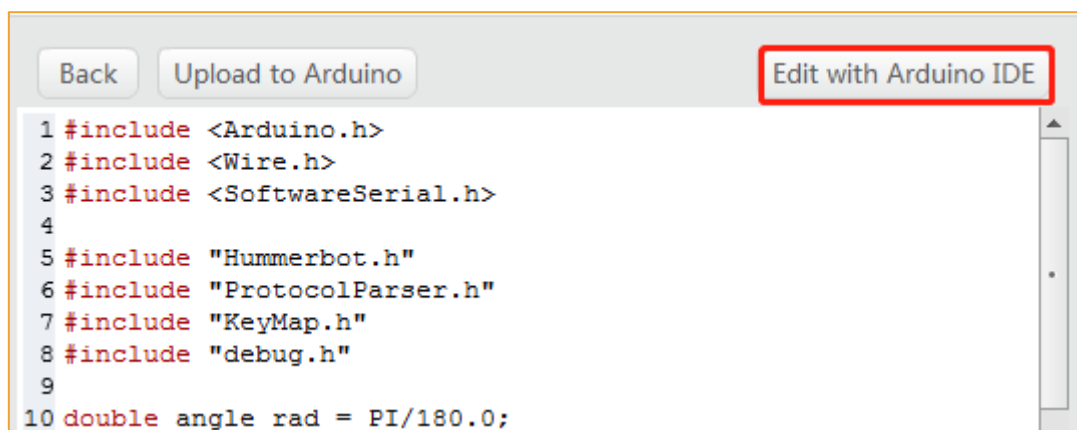 Back Upload to Arduino Edit with Arduino IDE
1 #include <Arduino.h>
2 #include <Wire.h>
3 #include <SoftwareSerial.h>
4
5 #include "Hummerbot.h"
6 #include "ProtocolParser.h"
7 #include "KeyMap.h"
8 #include "debug.h"
9
10 double angle rad = PI/180.0;